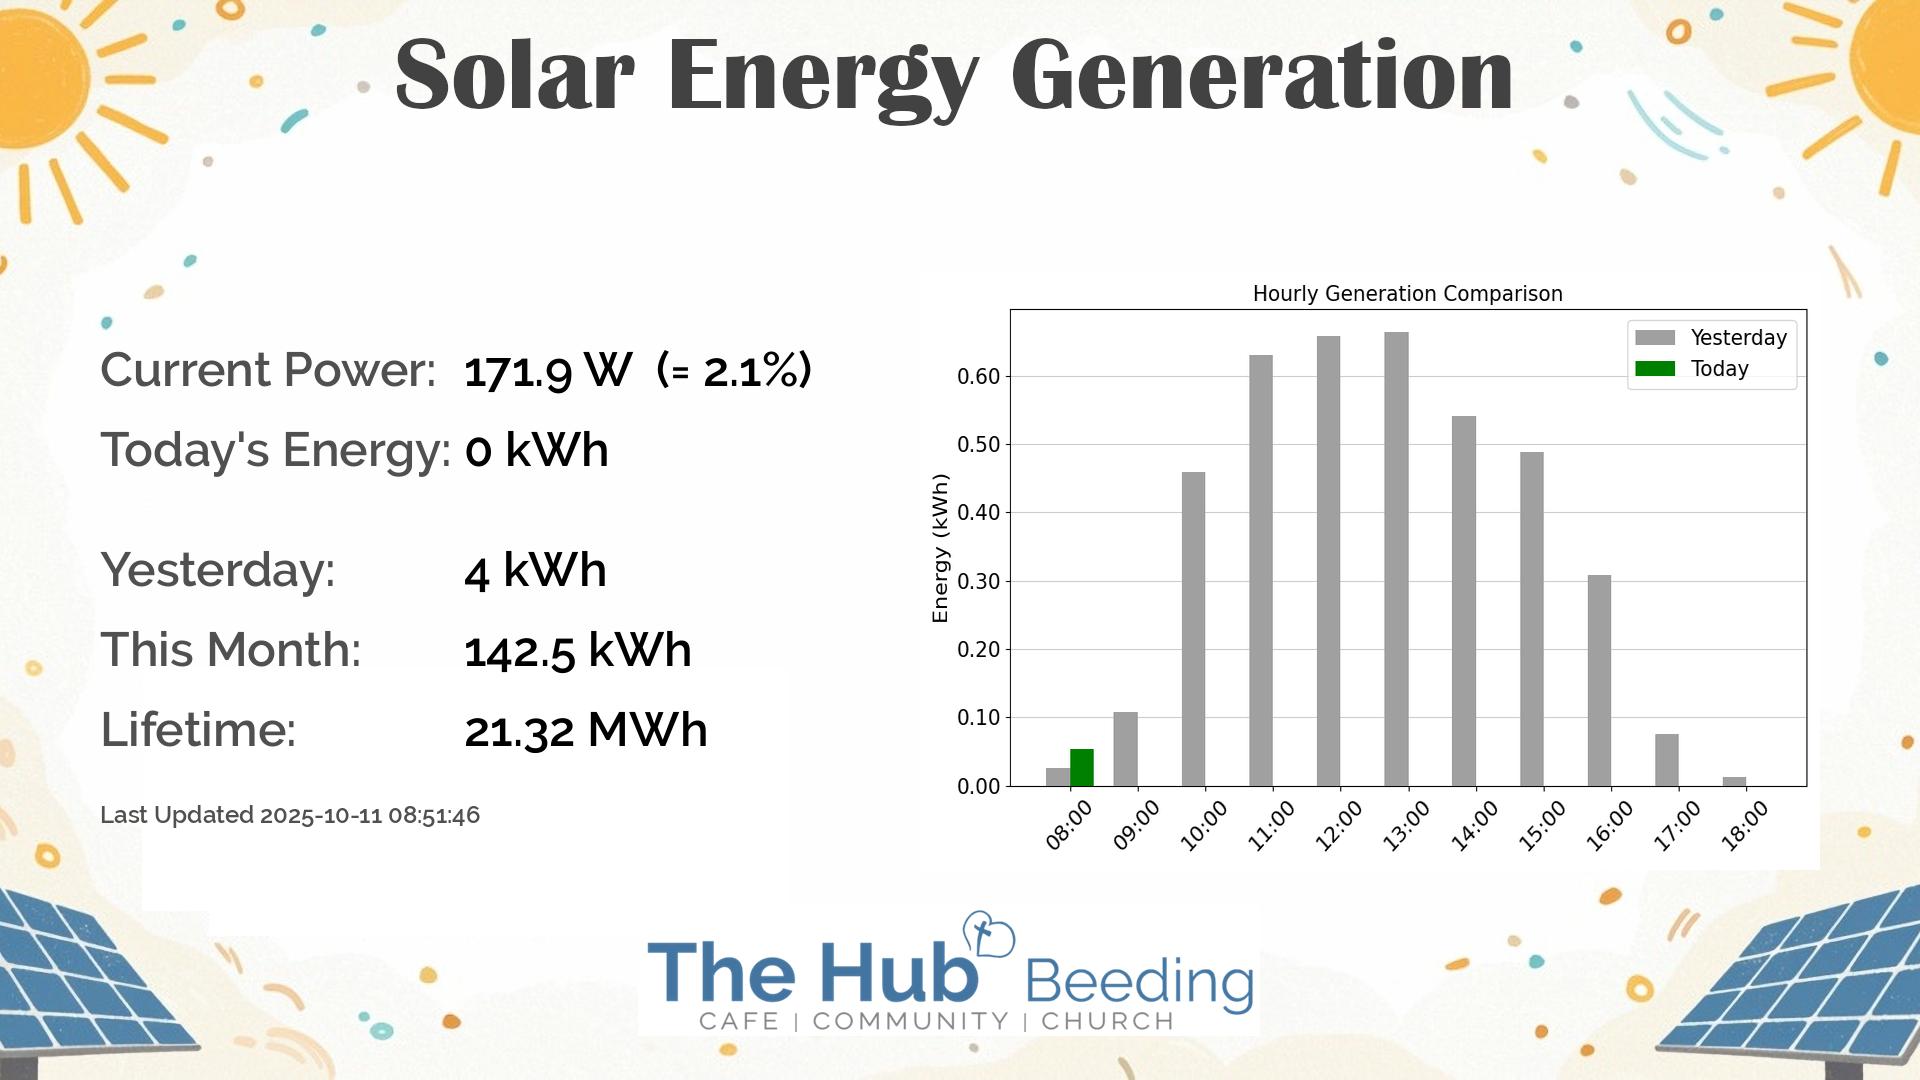 Solar Energy Generation
Current Power: 171.9 W (= 2.1%)
Today's Energy: 0 kWh
Yesterday: 4 kWh
This Month: 142.5 kWh
Lifetime: 21.32 MWh
Last Updated 2025-10-11 08:51:46
Hourly Generation Comparison
Yesterday
Today
Energy (kWh)
0.60
0.50
0.40
0.30
0.20
0.10
0.00
08:00 09:00 10:00 11:00 12:00 13:00 14:00 15:00 16:00 17:00 18:00
The Hub Beeding
CAFE | COMMUNITY | CHURCH